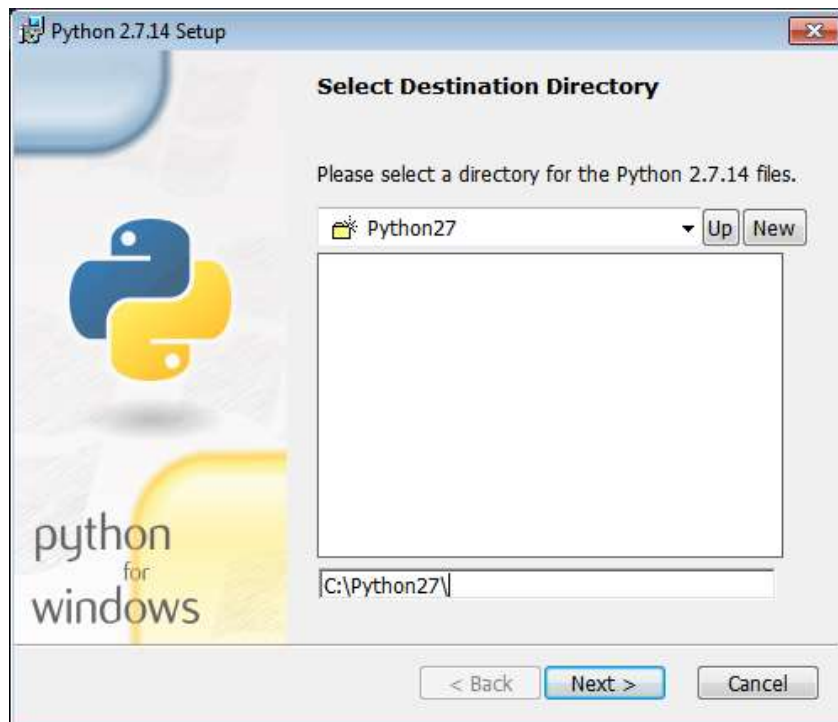 Python 2.7.14 Setup
Select Destination Directory
Please select a directory for the Python 2.7.14 files.
Python27
Up
New
C:\Python27\
python
for
windows
< Back
Next >
Cancel